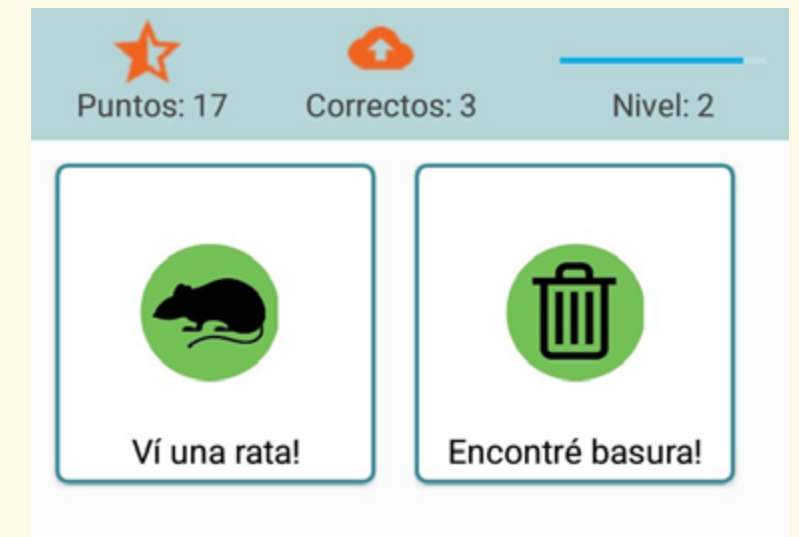 Puntos: 17 Correctos: 3 Nivel: 2
Ví una rata! Encontré basura!